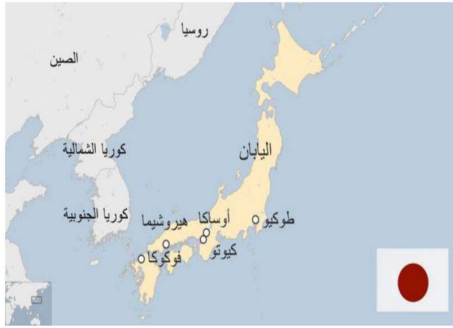 روسيا
الصين
اليابان
كوريا الشمالية
كوريا الجنوبية
طوكيو
أوساكا
هيروشيما
كيوتو
فوكوكا